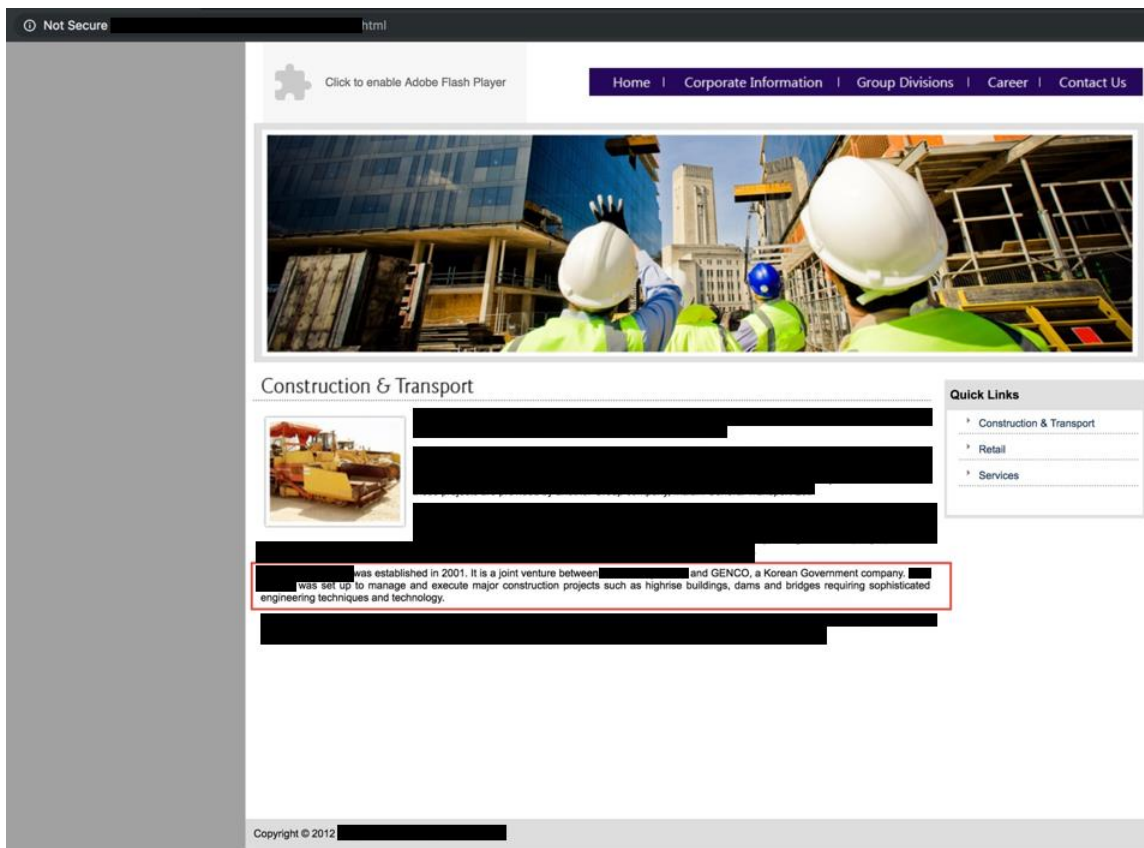 Not Secure html
Click to enable Adobe Flash Player
Home | Corporate Information | Group Divisions | Career | Contact Us
Construction & Transport
Quick Links
Construction & Transport
Retail
Services
was established in 2001. It is a joint venture between and GENCO, a Korean Government company.
was set up to manage and execute major construction projects such as highrise buildings, dams and bridges requiring sophisticated
engineering techniques and technology.
Copyright © 2012